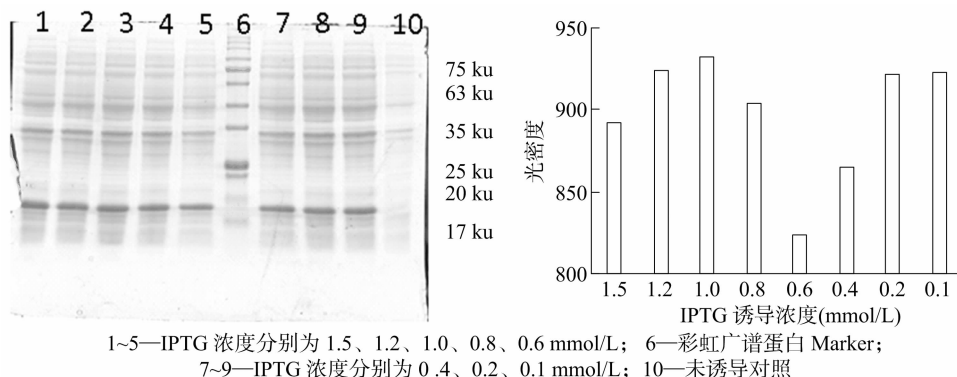 1 2 3 4 5 6 7 8 9 10
75 ku
63 ku
35 ku
25 ku
20 ku
17 ku
950
900
850
800
光密度
1.5 1.2 1.0 0.8 0.6 0.4 0.2 0.1
IPTG 诱导浓度(mmol/L)
1~5—IPTG 浓度分别为 1.5、1.2、1.0、0.8、0.6 mmol/L； 6—彩虹广谱蛋白 Marker；
7~9—IPTG 浓度分别为 0 .4、0.2、0.1 mmol/L；10—未诱导对照